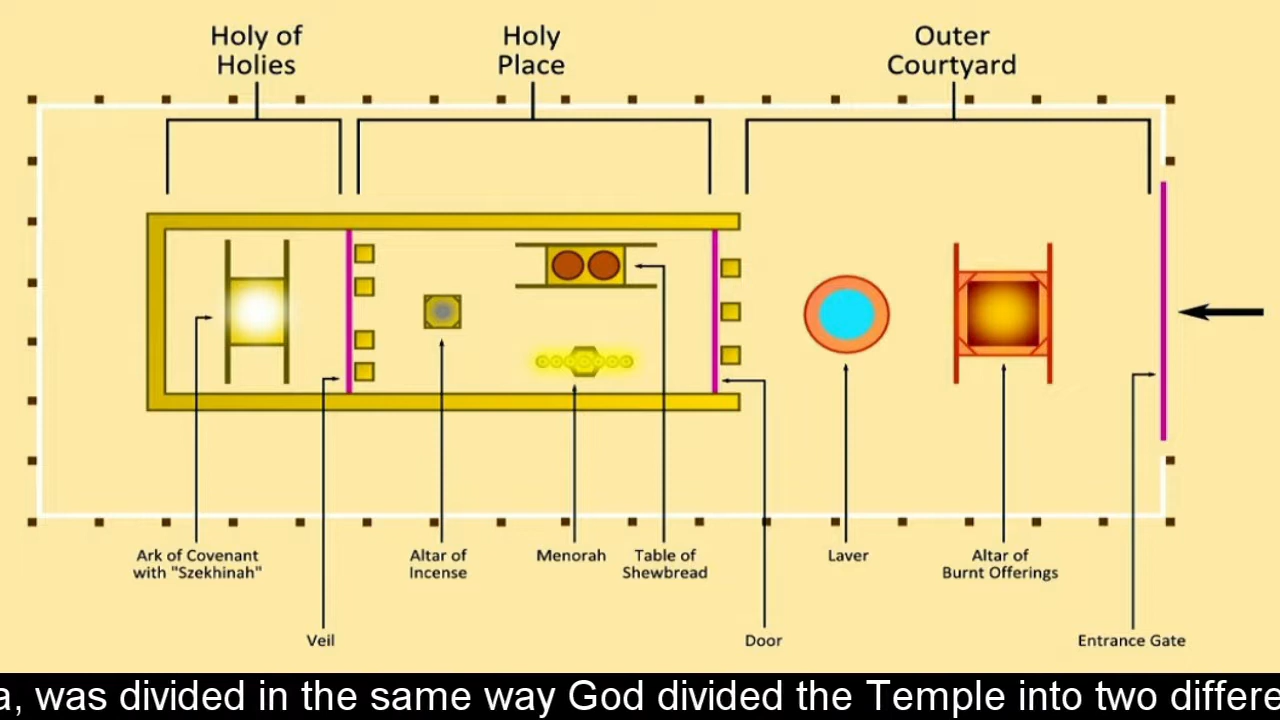 Holy of
Holies
Holy
Place
Outer
Courtyard
Ark of Covenant
with "Szekhinah"
Altar of
Incense
Menorah
Table of
Shewbread
Laver
Altar of
Burnt Offerings
Veil
Door
Entrance Gate
a, was divided in the same way God divided the Temple into two differe